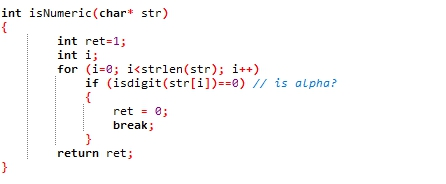 int isNumeric(char* str)
{
int ret=1;
int i;
for (i=0; i<strlen(str); i++)
if (isdigit(str[i])==0) // is alpha?
{
ret = 0;
break;
}
return ret;
}